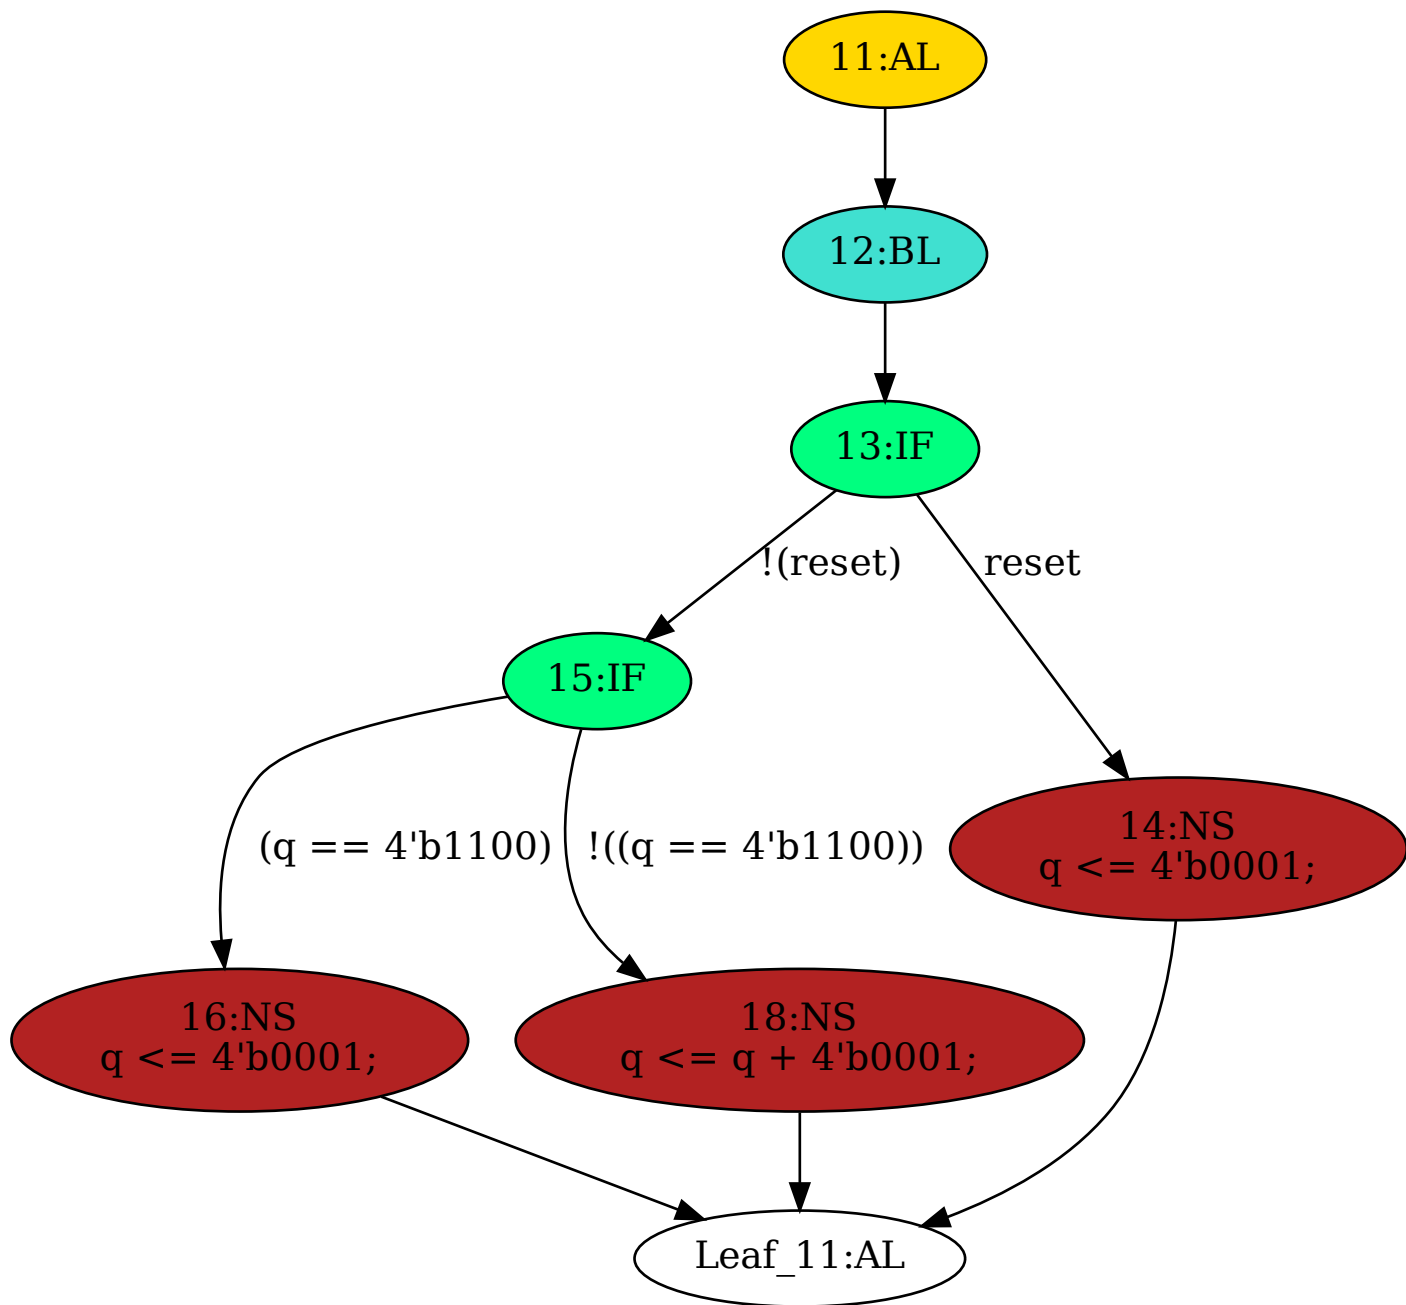 11:AL
12:BL
13:IF
!(reset)
reset
15:IF
(q == 4'b1100)
!((q == 4'b1100))
14:NS
q <= 4'b0001;
16:NS
q <= 4'b0001;
18:NS
q <= q + 4'b0001;
Leaf_11:AL